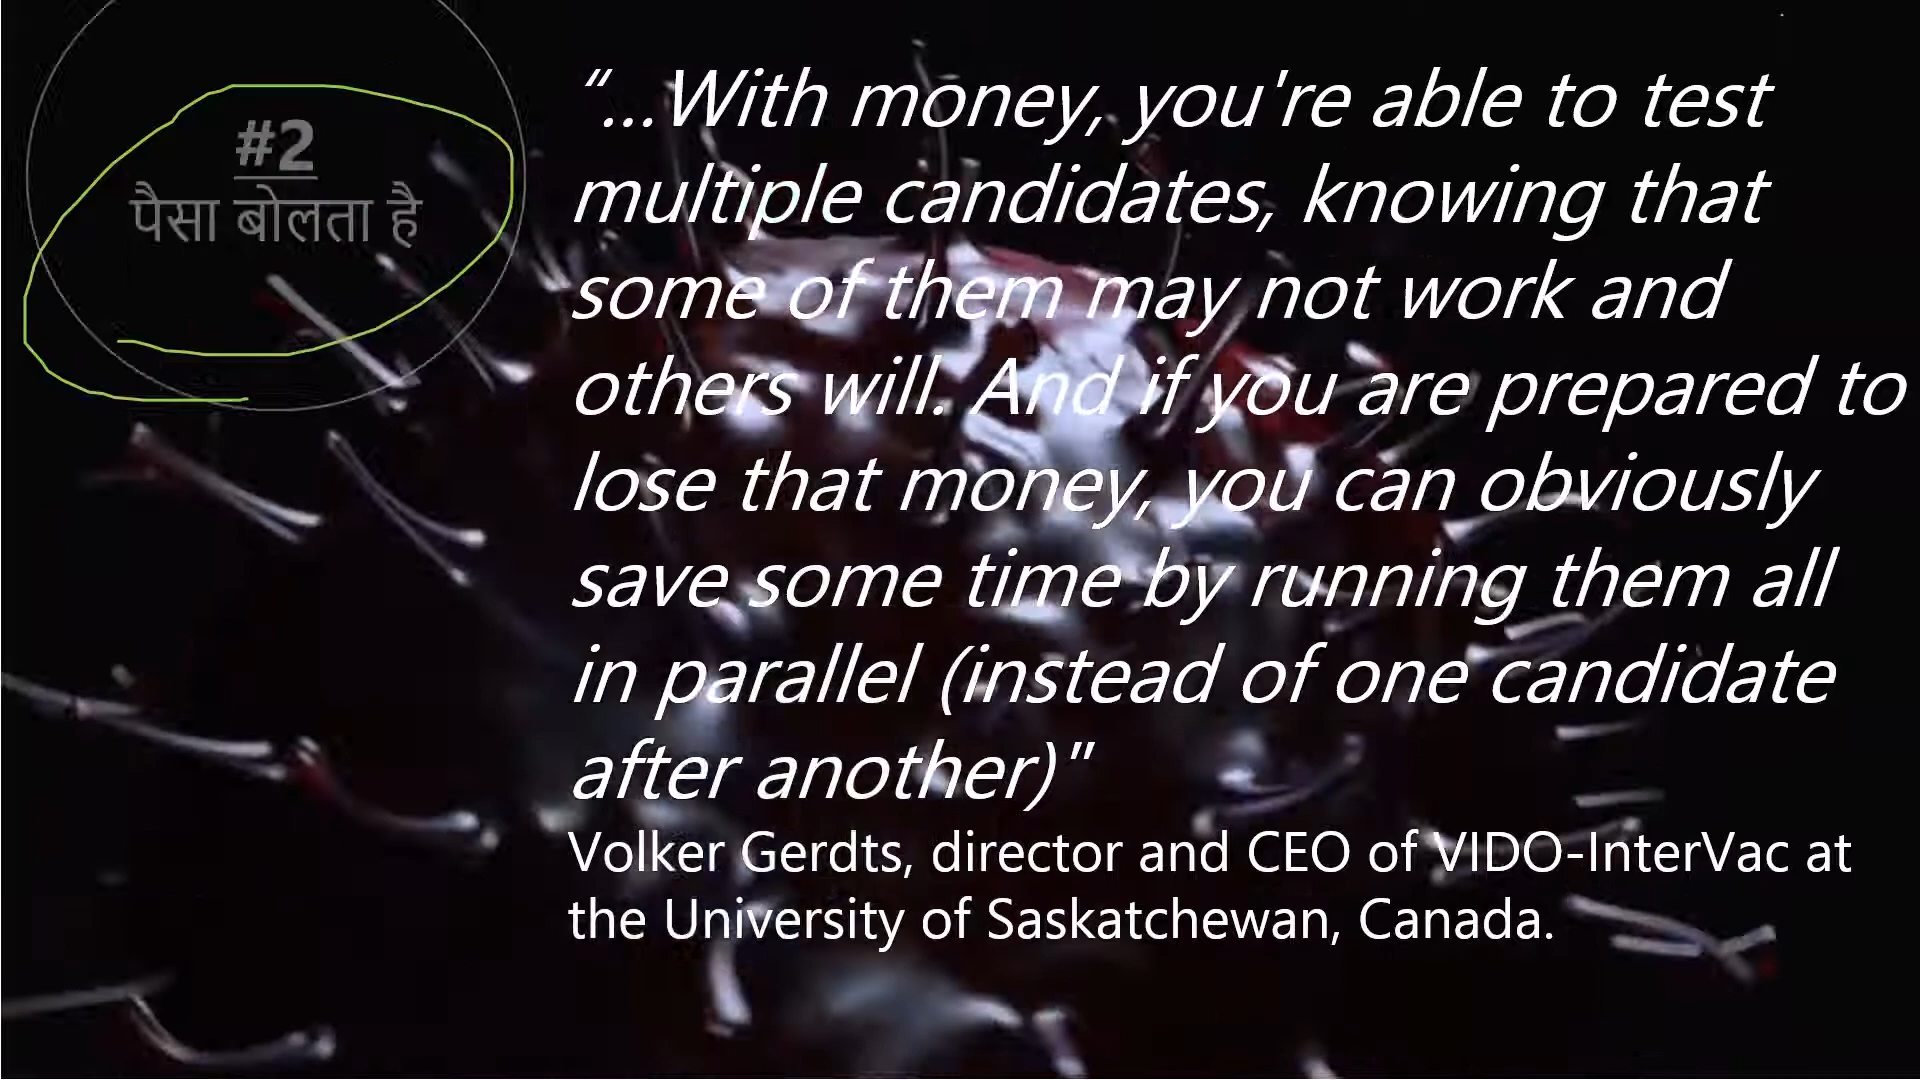 #2
पैसा बोलता है
“...With money, you're able to test
multiple candidates, knowing that
some of them may not work and
others will. And if you are prepared to
lose that money, you can obviously
save some time by running them all
in parallel (instead of one candidate
after another)”
Volker Gerdts, director and CEO of VIDO-InterVac at
the University of Saskatchewan, Canada.